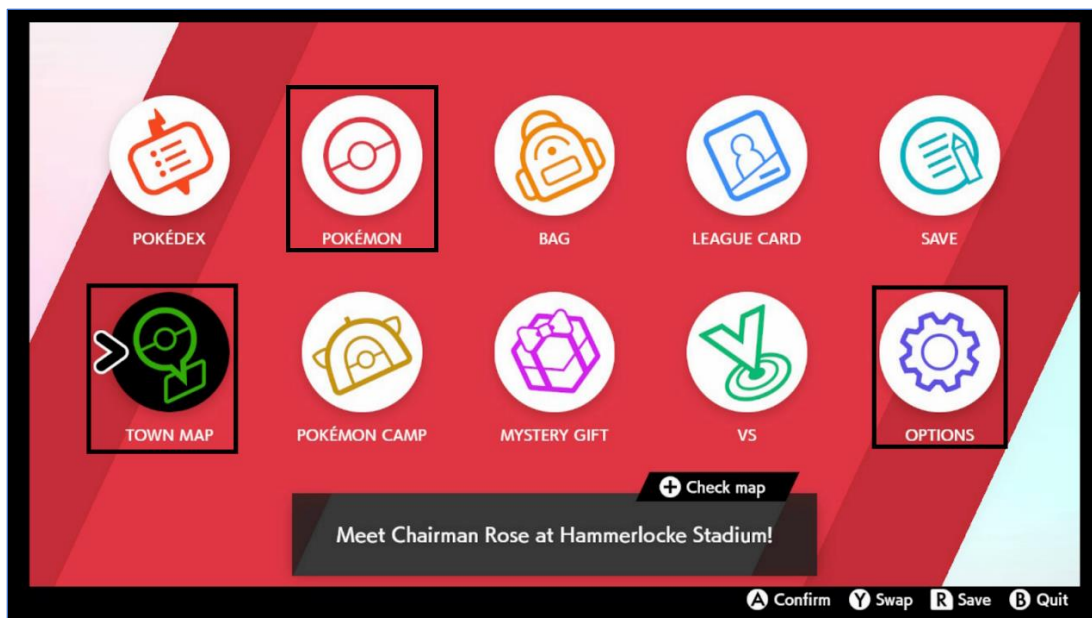 POKÉDEX
POKÉMON
BAG
LEAGUE CARD
SAVE
TOWN MAP
POKÉMON CAMP
MYSTERY GIFT
VS
OPTIONS
Check map
Meet Chairman Rose at Hammerlocke Stadium!
A Confirm Y Swap R Save B Quit